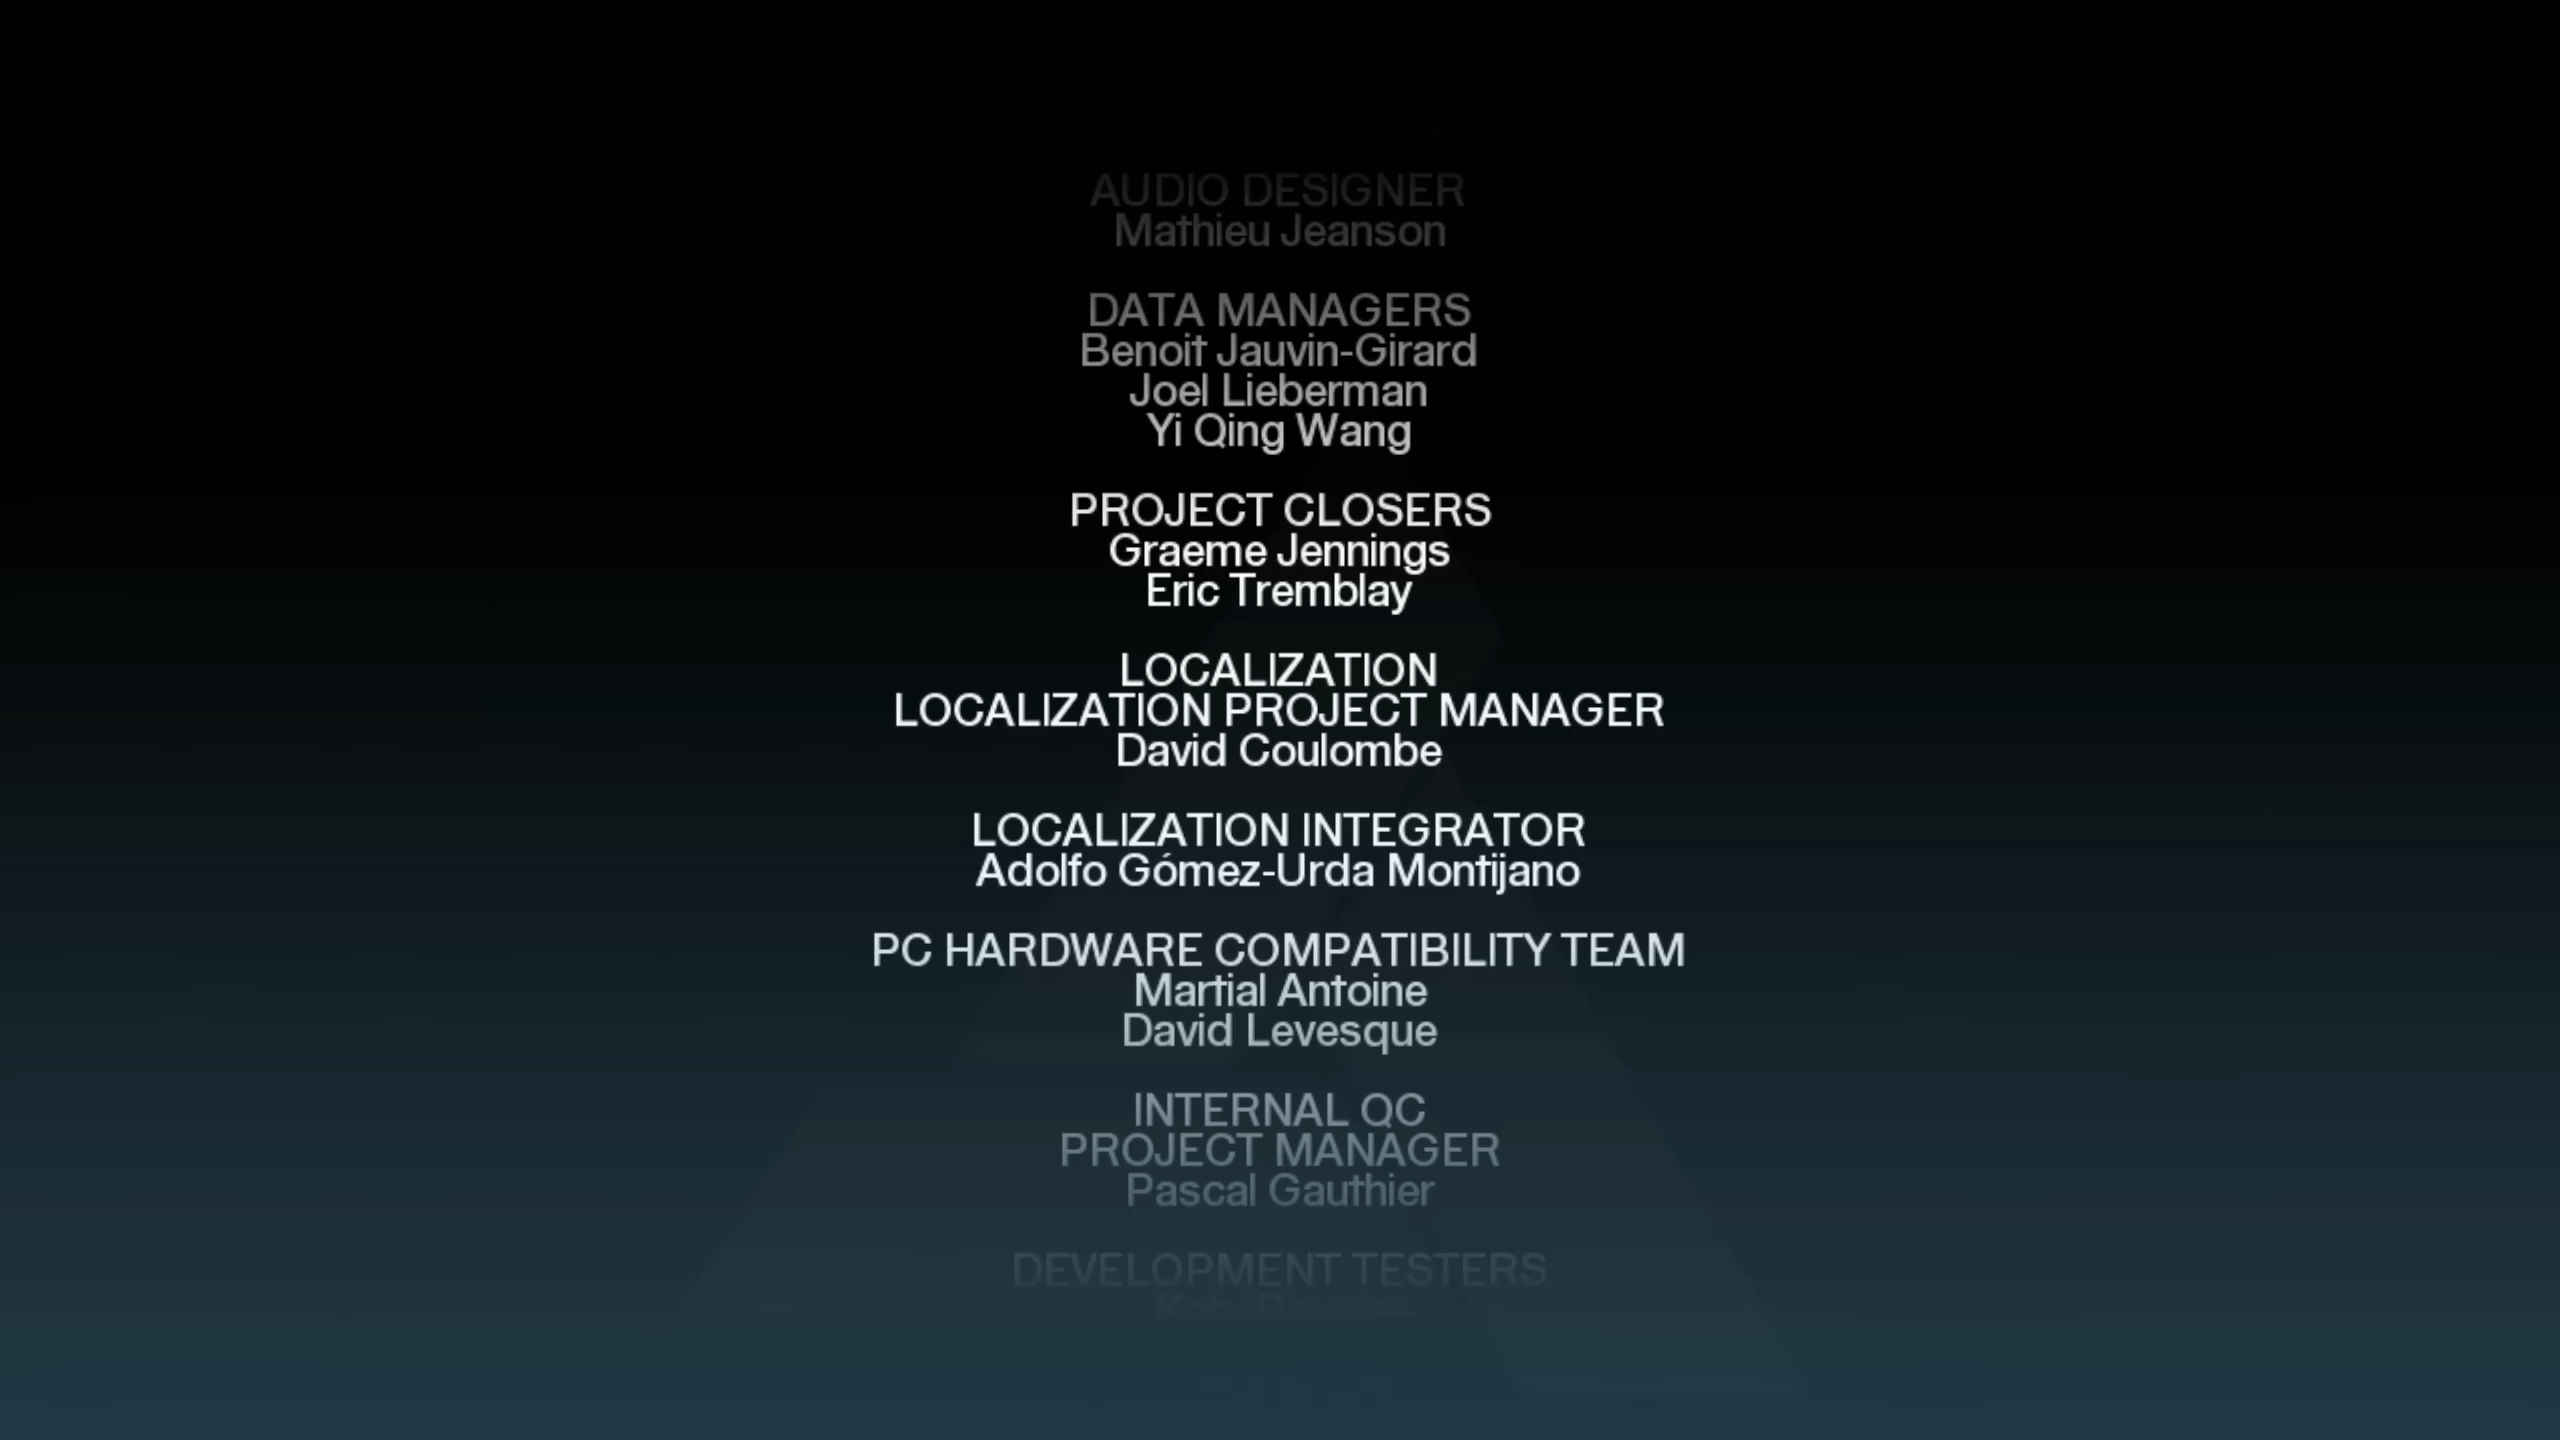 AUDIO DESIGNER
Mathieu Jeanson
DATA MANAGERS
Benoit Jauvin-Girard
Joel Lieberman
Yi Qing Wang
PROJECT CLOSERS
Graeme Jennings
Eric Tremblay
LOCALIZATION
LOCALIZATION PROJECT MANAGER
David Coulombe
LOCALIZATION INTEGRATOR
Adolfo Gómez-Urda Montijano
PC HARDWARE COMPATIBILITY TEAM
Martial Antoine
David Levesque
INTERNAL QC
PROJECT MANAGER
Pascal Gauthier
DEVELOPMENT TESTERS